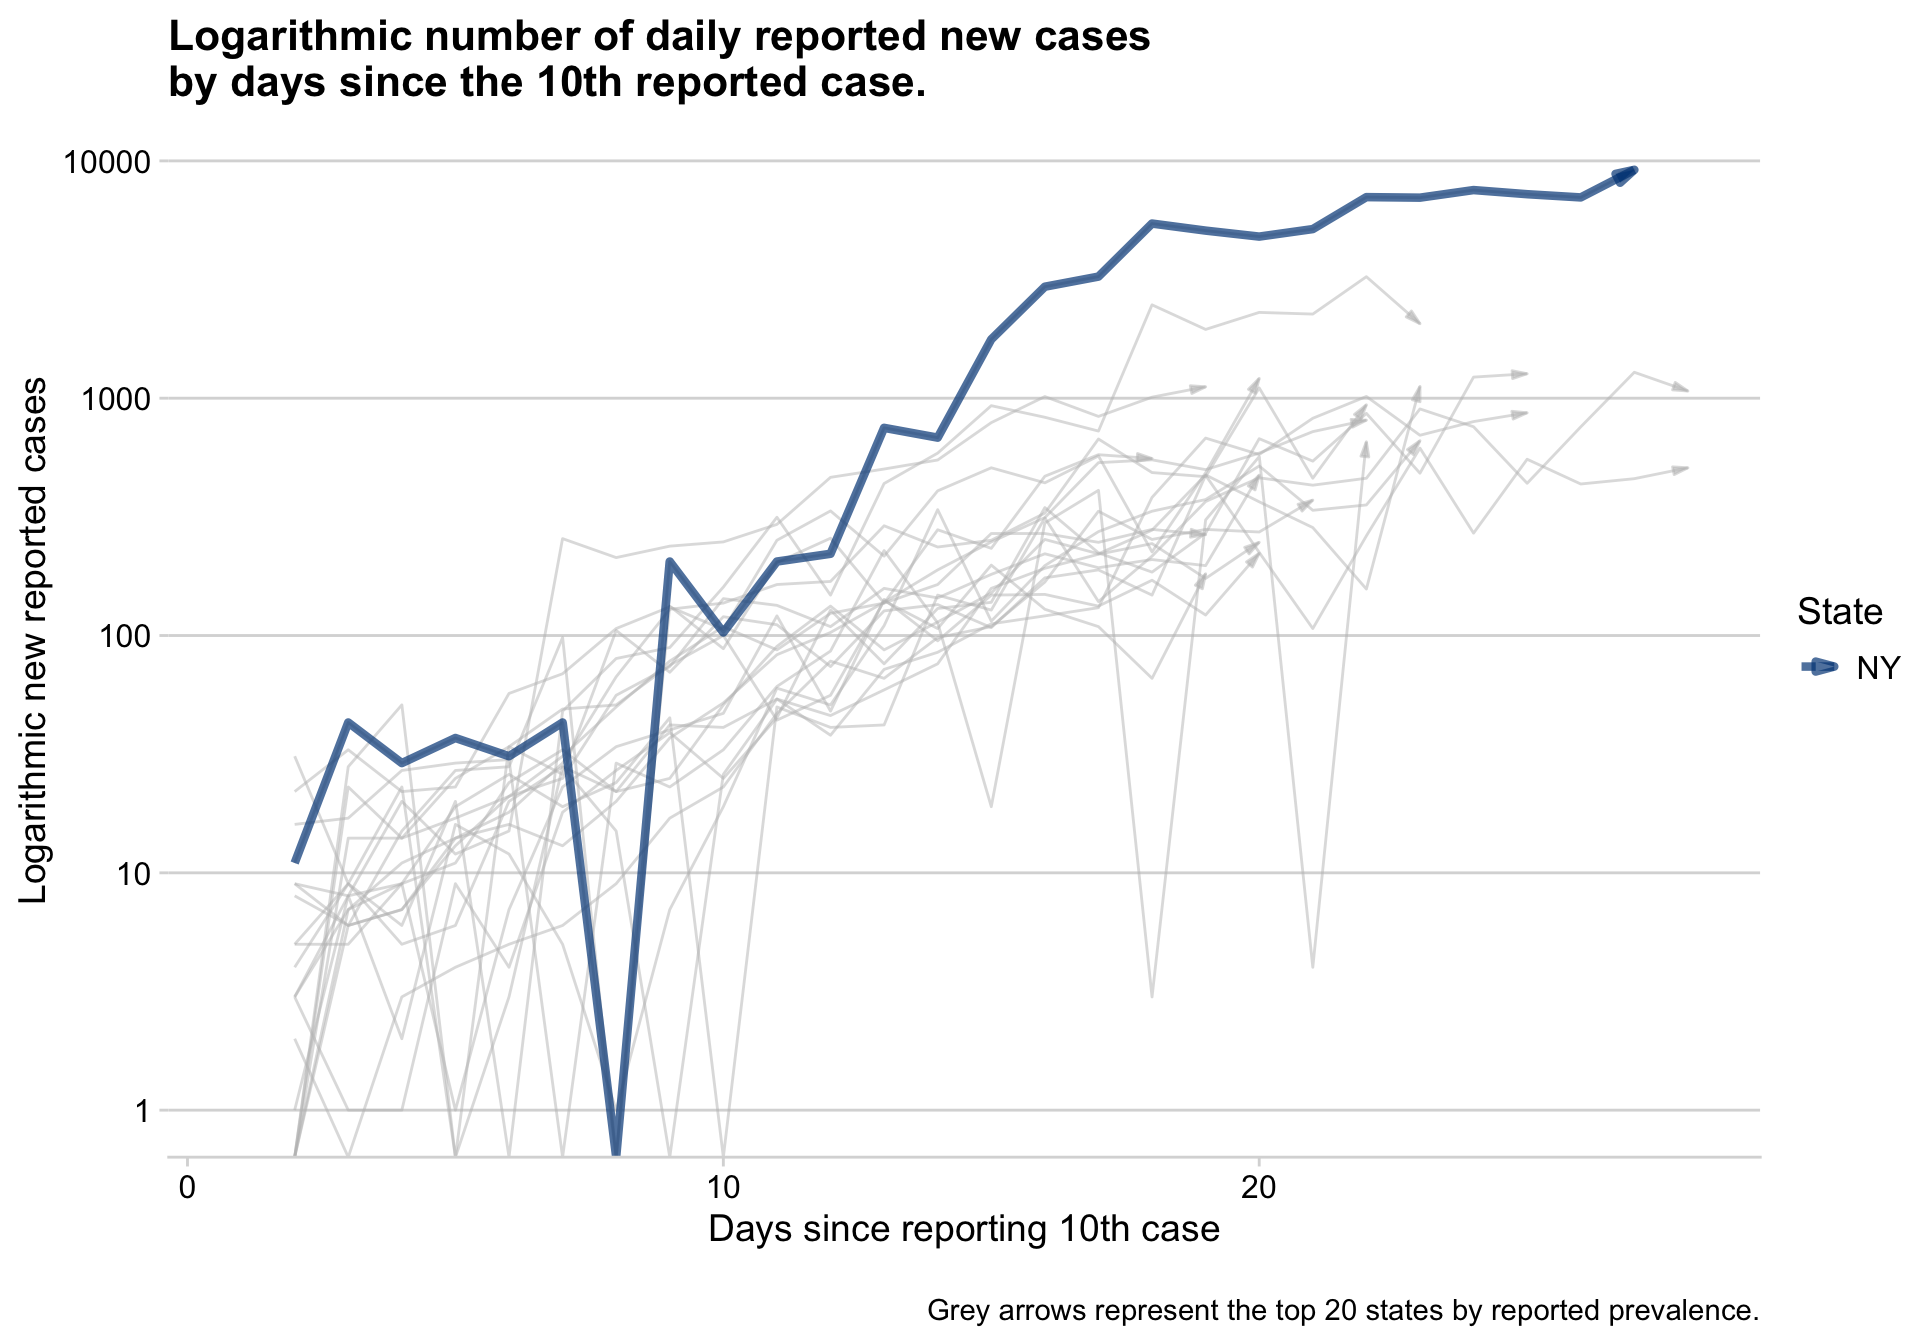 Logarithmic number of daily reported new cases
by days since the 10th reported case.
Logarithmic new reported cases
10000
1000
100
10
1
0
10
20
Days since reporting 10th case
State
NY
Grey arrows represent the top 20 states by reported prevalence.